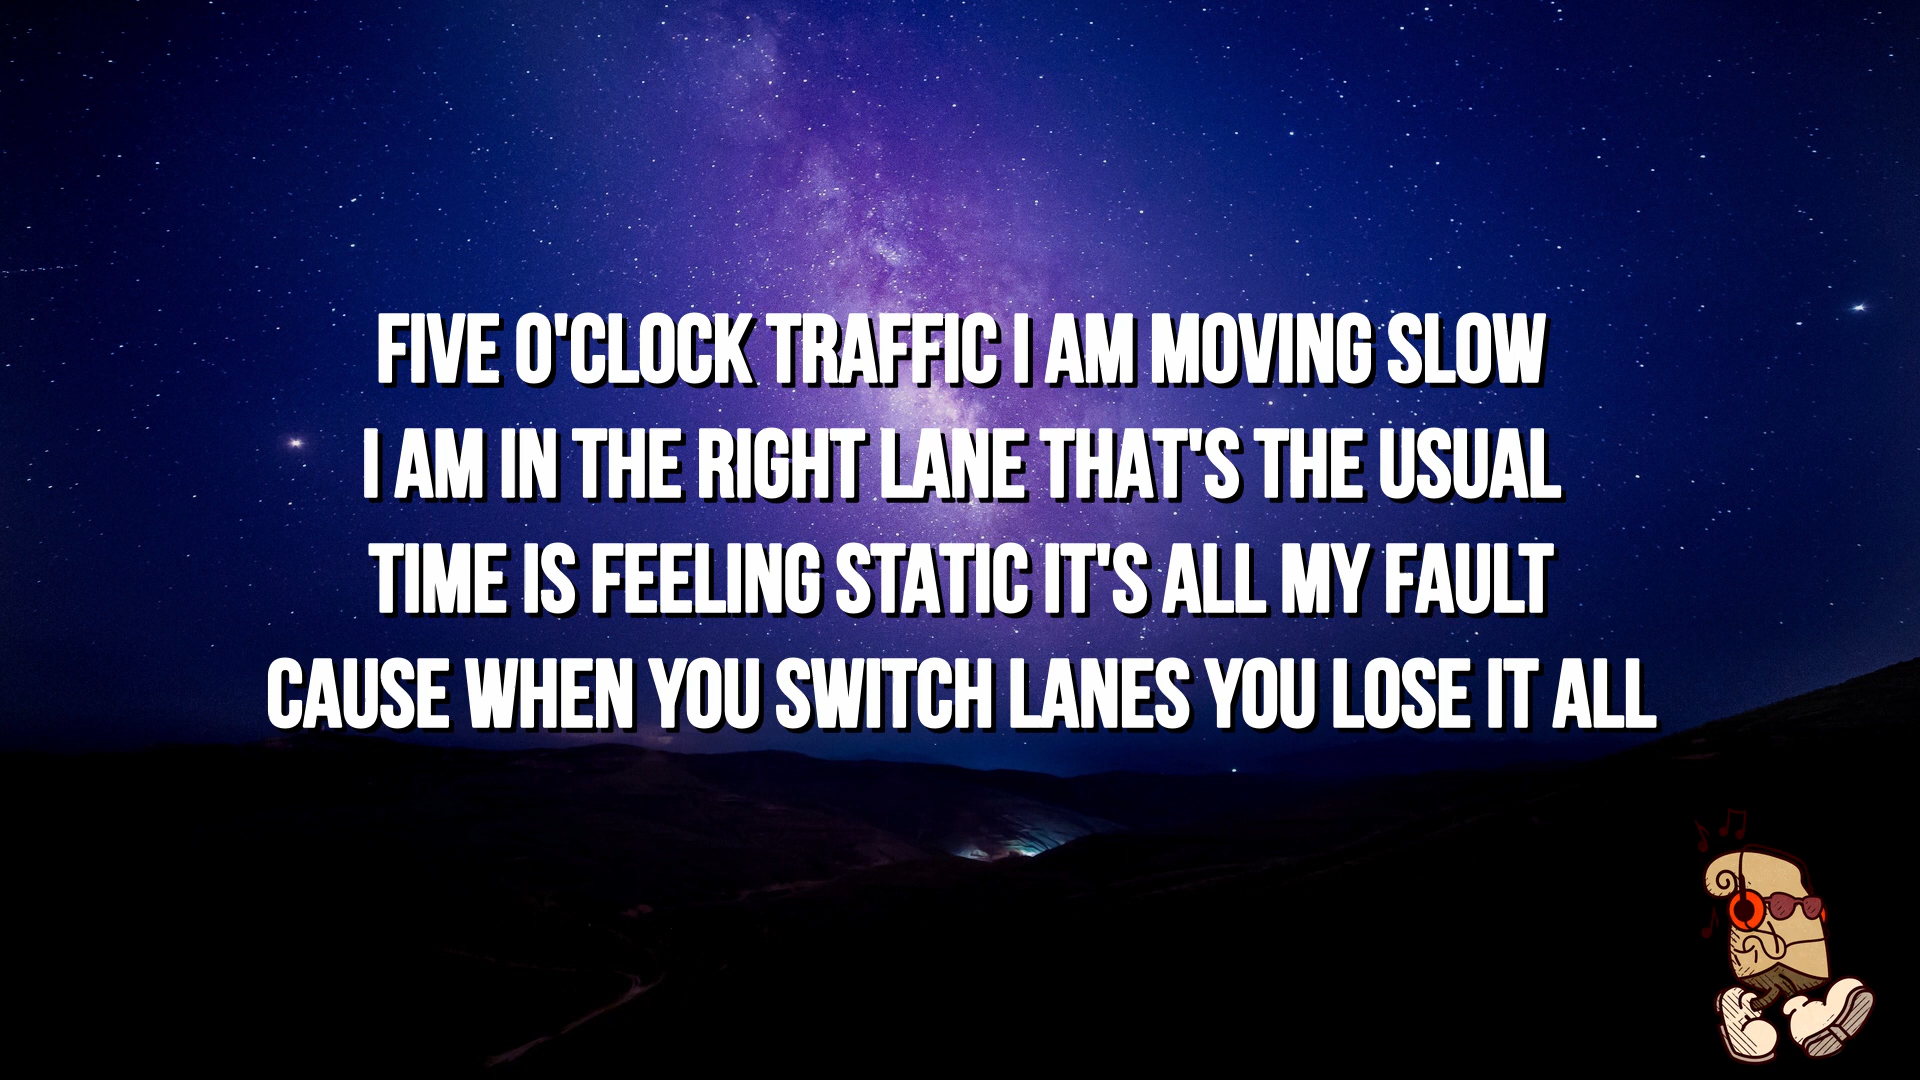 FIVE O'CLOCK TRAFFIC I AM MOVING SLOW
I AM IN THE RIGHT LANE THAT'S THE USUAL
TIME IS FEELING STATIC IT'S ALL MY FAULT
CAUSE WHEN YOU SWITCH LANES YOU LOSE IT ALL